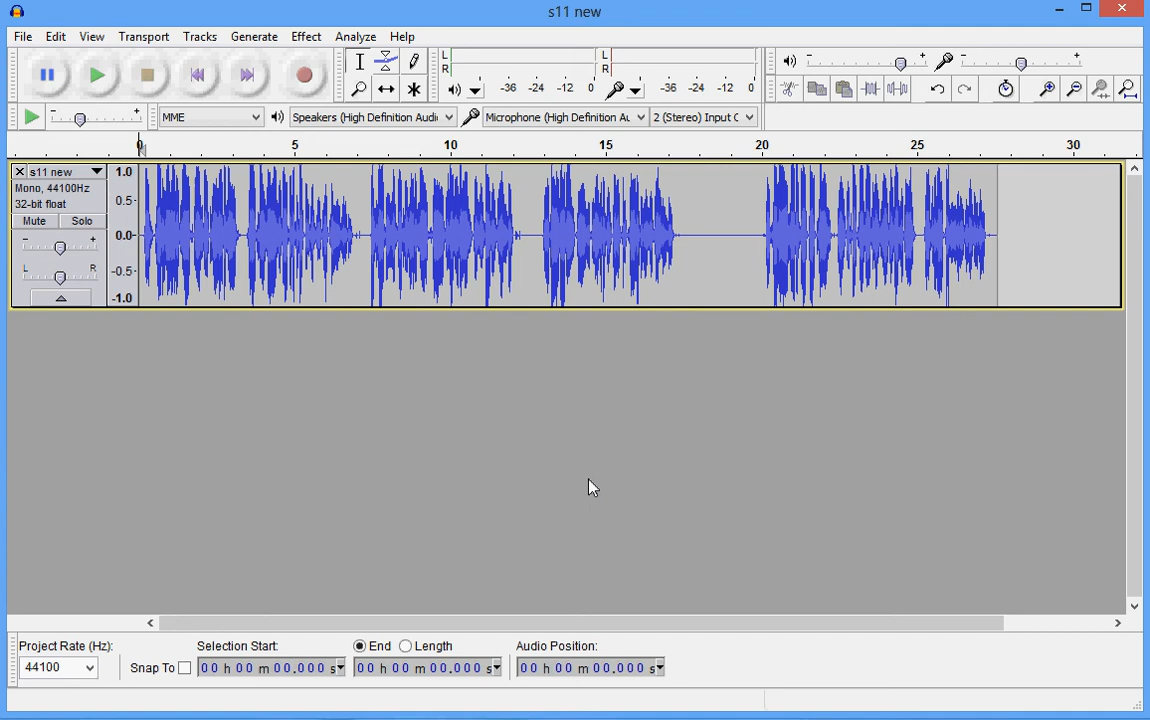 s11 new
File Edit View Transport Tracks Generate Effect Analyze Help
L R L R
-36 -24 -12 0 -36 -24 -12 0
MME Speakers (High Definition Audic Microphone (High Definition Au 2 (Stereo) Input C
0 5 10 15 20 25 30
s11 new
Mono, 44100Hz
32-bit float
Mute Solo
- +
L R
1.0
0.5
0.0
-0.5
-1.0
Project Rate (Hz): Selection Start: End Length Audio Position:
44100 Snap To 00 h 00 m 00.000 s 00 h 00 m 00.000 s 00 h 00 m 00.000 s